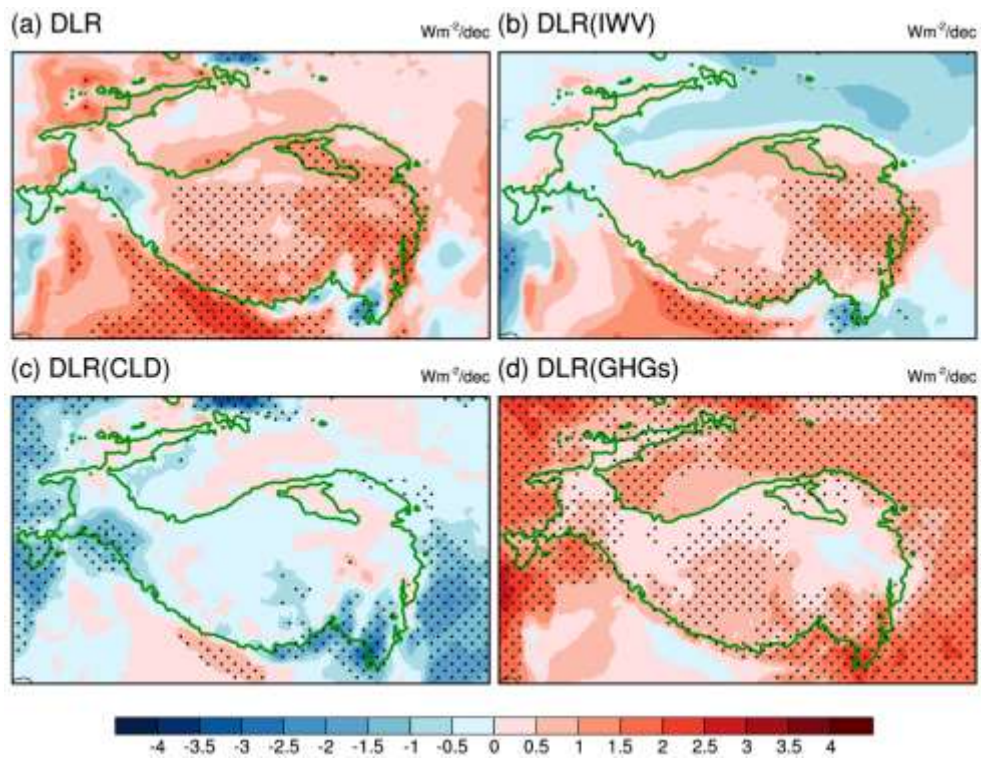 (a) DLR Wm⁻²/dec
(b) DLR(IWV) Wm⁻²/dec
(c) DLR(CLD) Wm⁻²/dec
(d) DLR(GHGs) Wm⁻²/dec
-4 -3.5 -3 -2.5 -2 -1.5 -1 -0.5 0 0.5 1 1.5 2 2.5 3 3.5 4